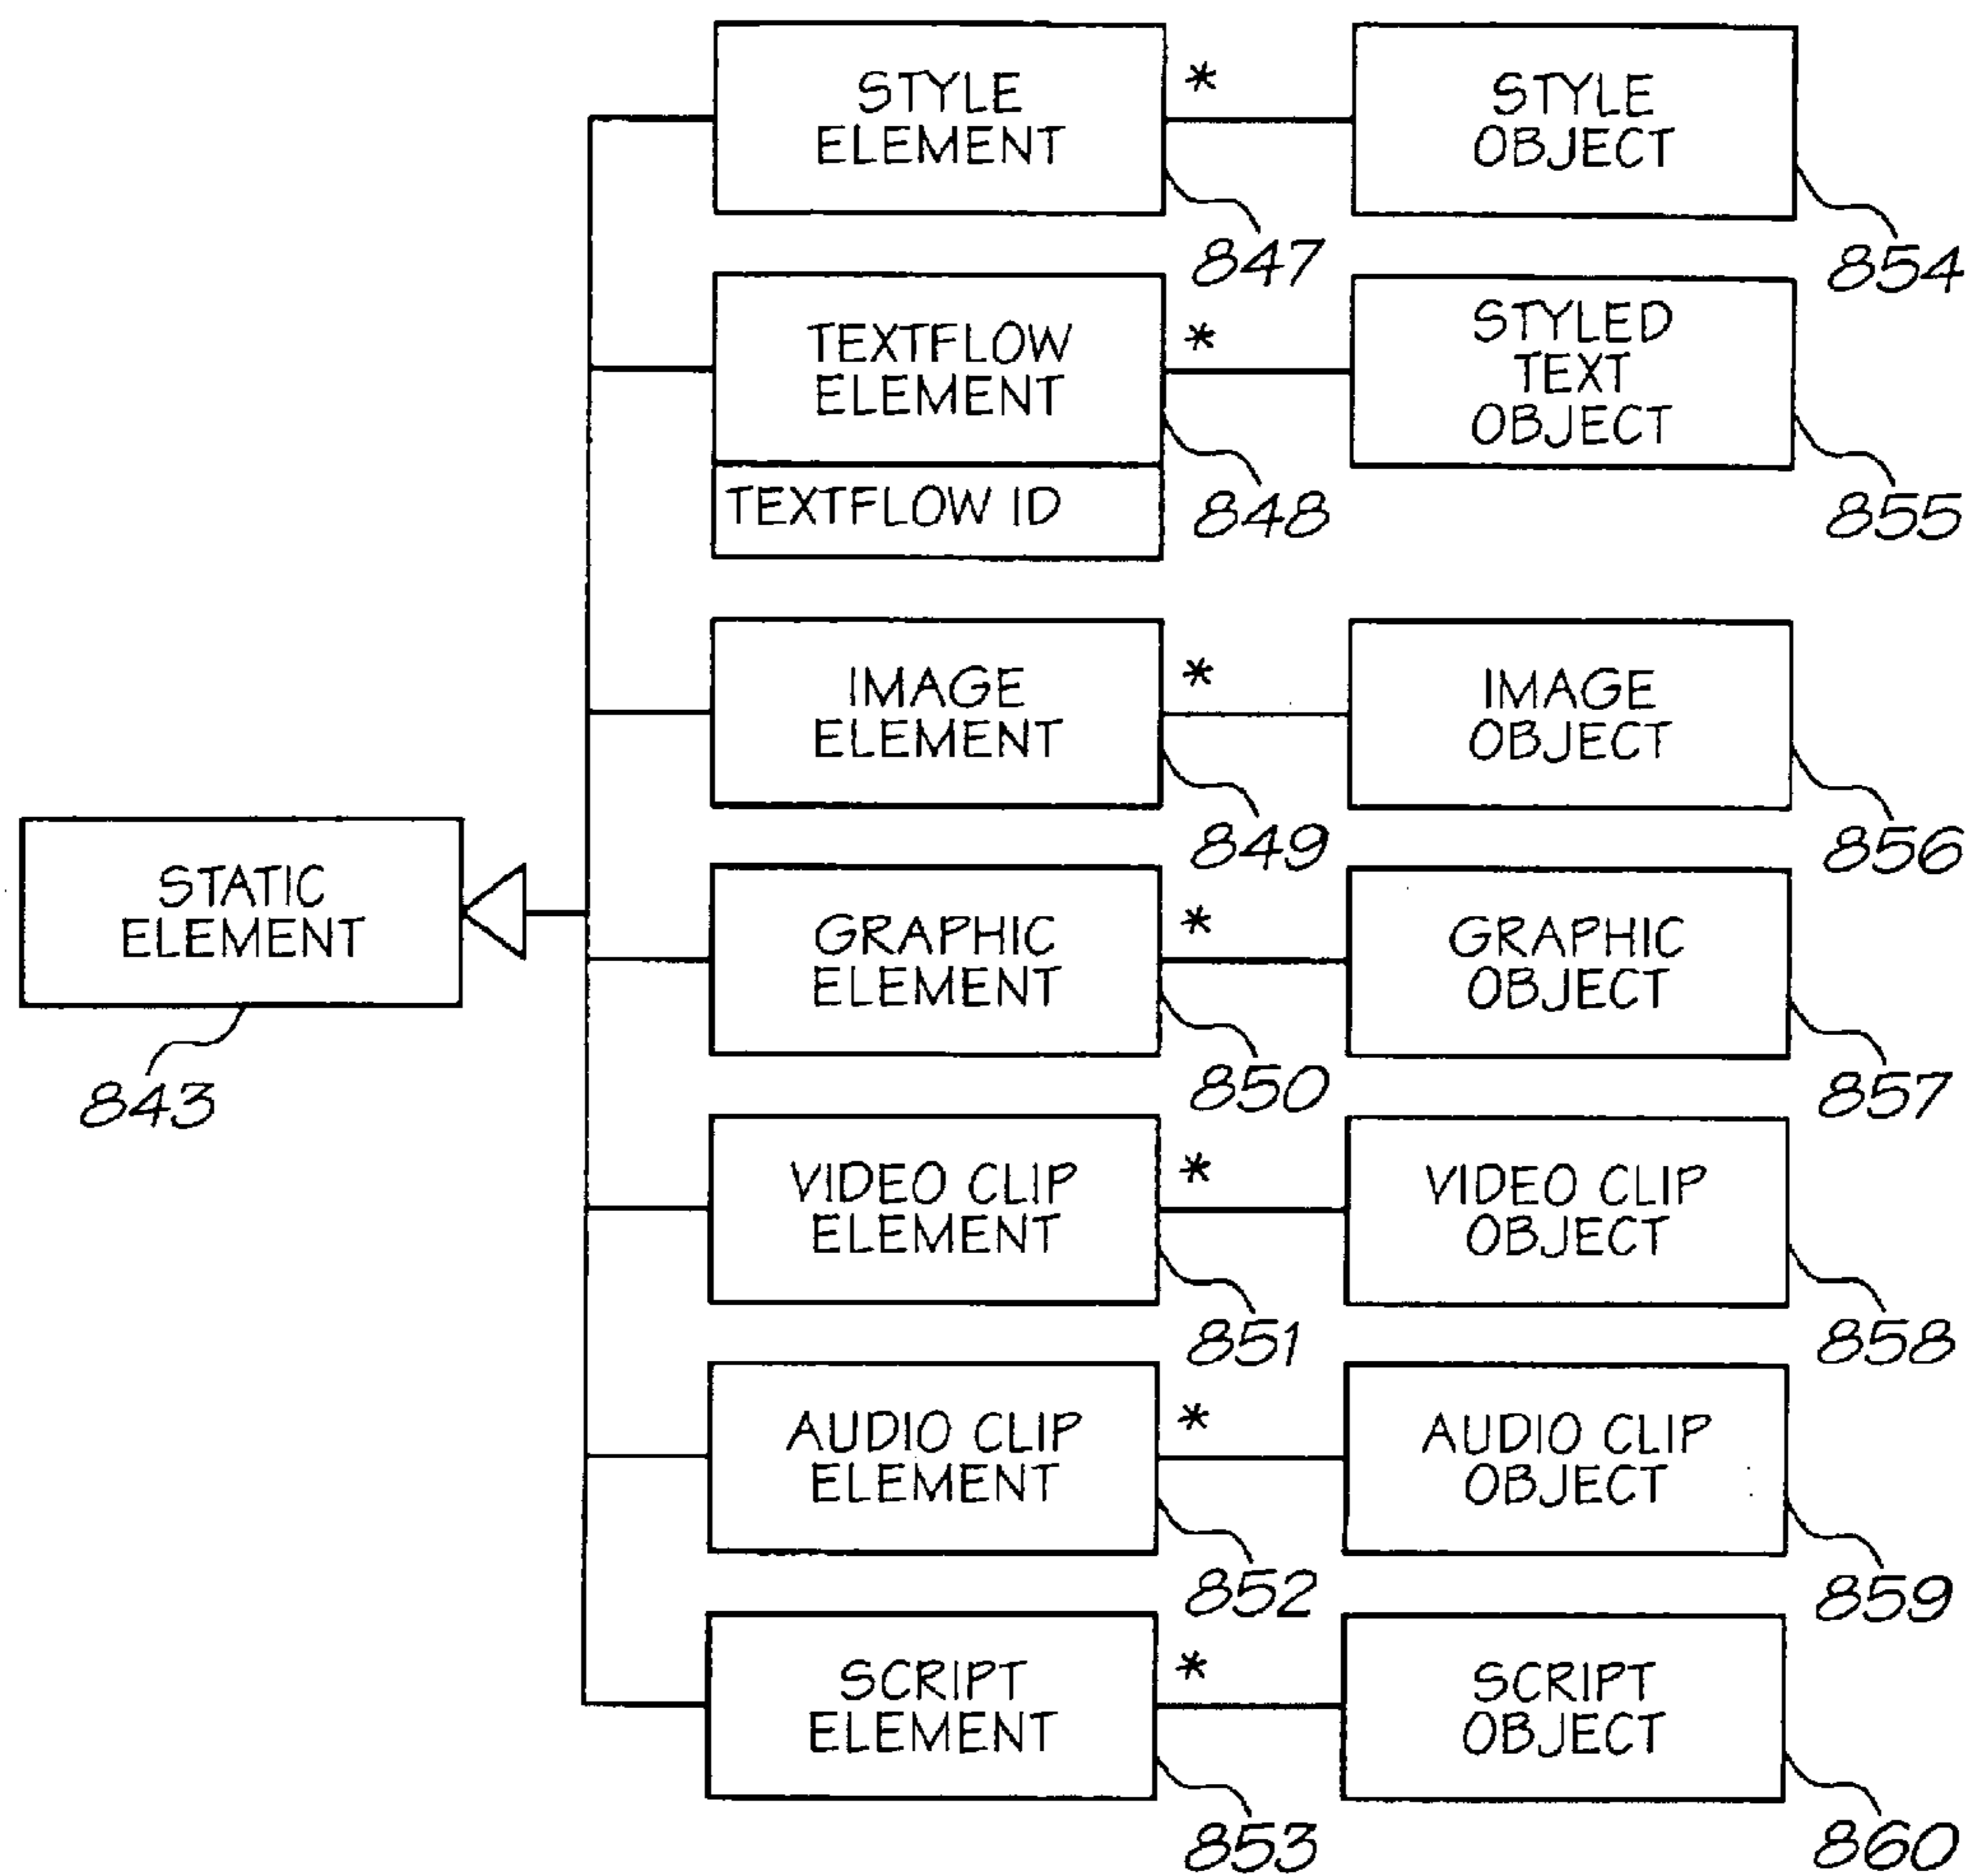 STYLE
ELEMENT
*
STYLE
OBJECT
847
854
TEXTFLOW
ELEMENT
*
STYLED
TEXT
OBJECT
TEXTFLOW ID
848
855
IMAGE
ELEMENT
*
IMAGE
OBJECT
849
856
STATIC
ELEMENT
843
GRAPHIC
ELEMENT
*
GRAPHIC
OBJECT
850
857
VIDEO CLIP
ELEMENT
*
VIDEO CLIP
OBJECT
851
858
AUDIO CLIP
ELEMENT
*
AUDIO CLIP
OBJECT
852
859
SCRIPT
ELEMENT
*
SCRIPT
OBJECT
853
860